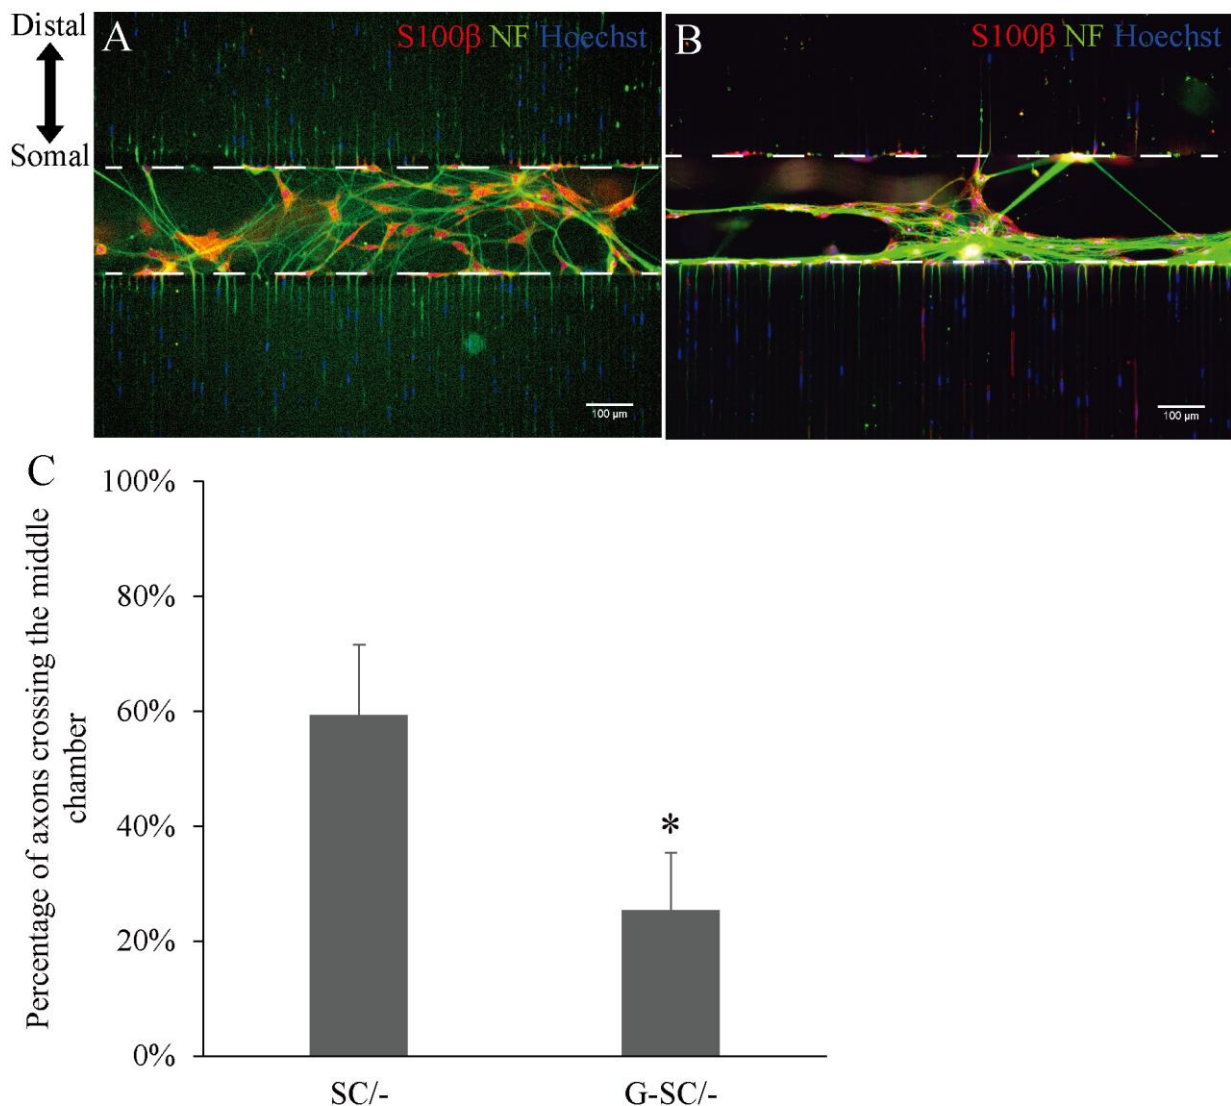 Distal
Somal
A
S100β NF Hoechst
100 µm
B
S100β NF Hoechst
100 µm
C
Percentage of axons crossing the middle
chamber
100%
80%
60%
40%
20%
0%
*
SC/-
G-SC/-